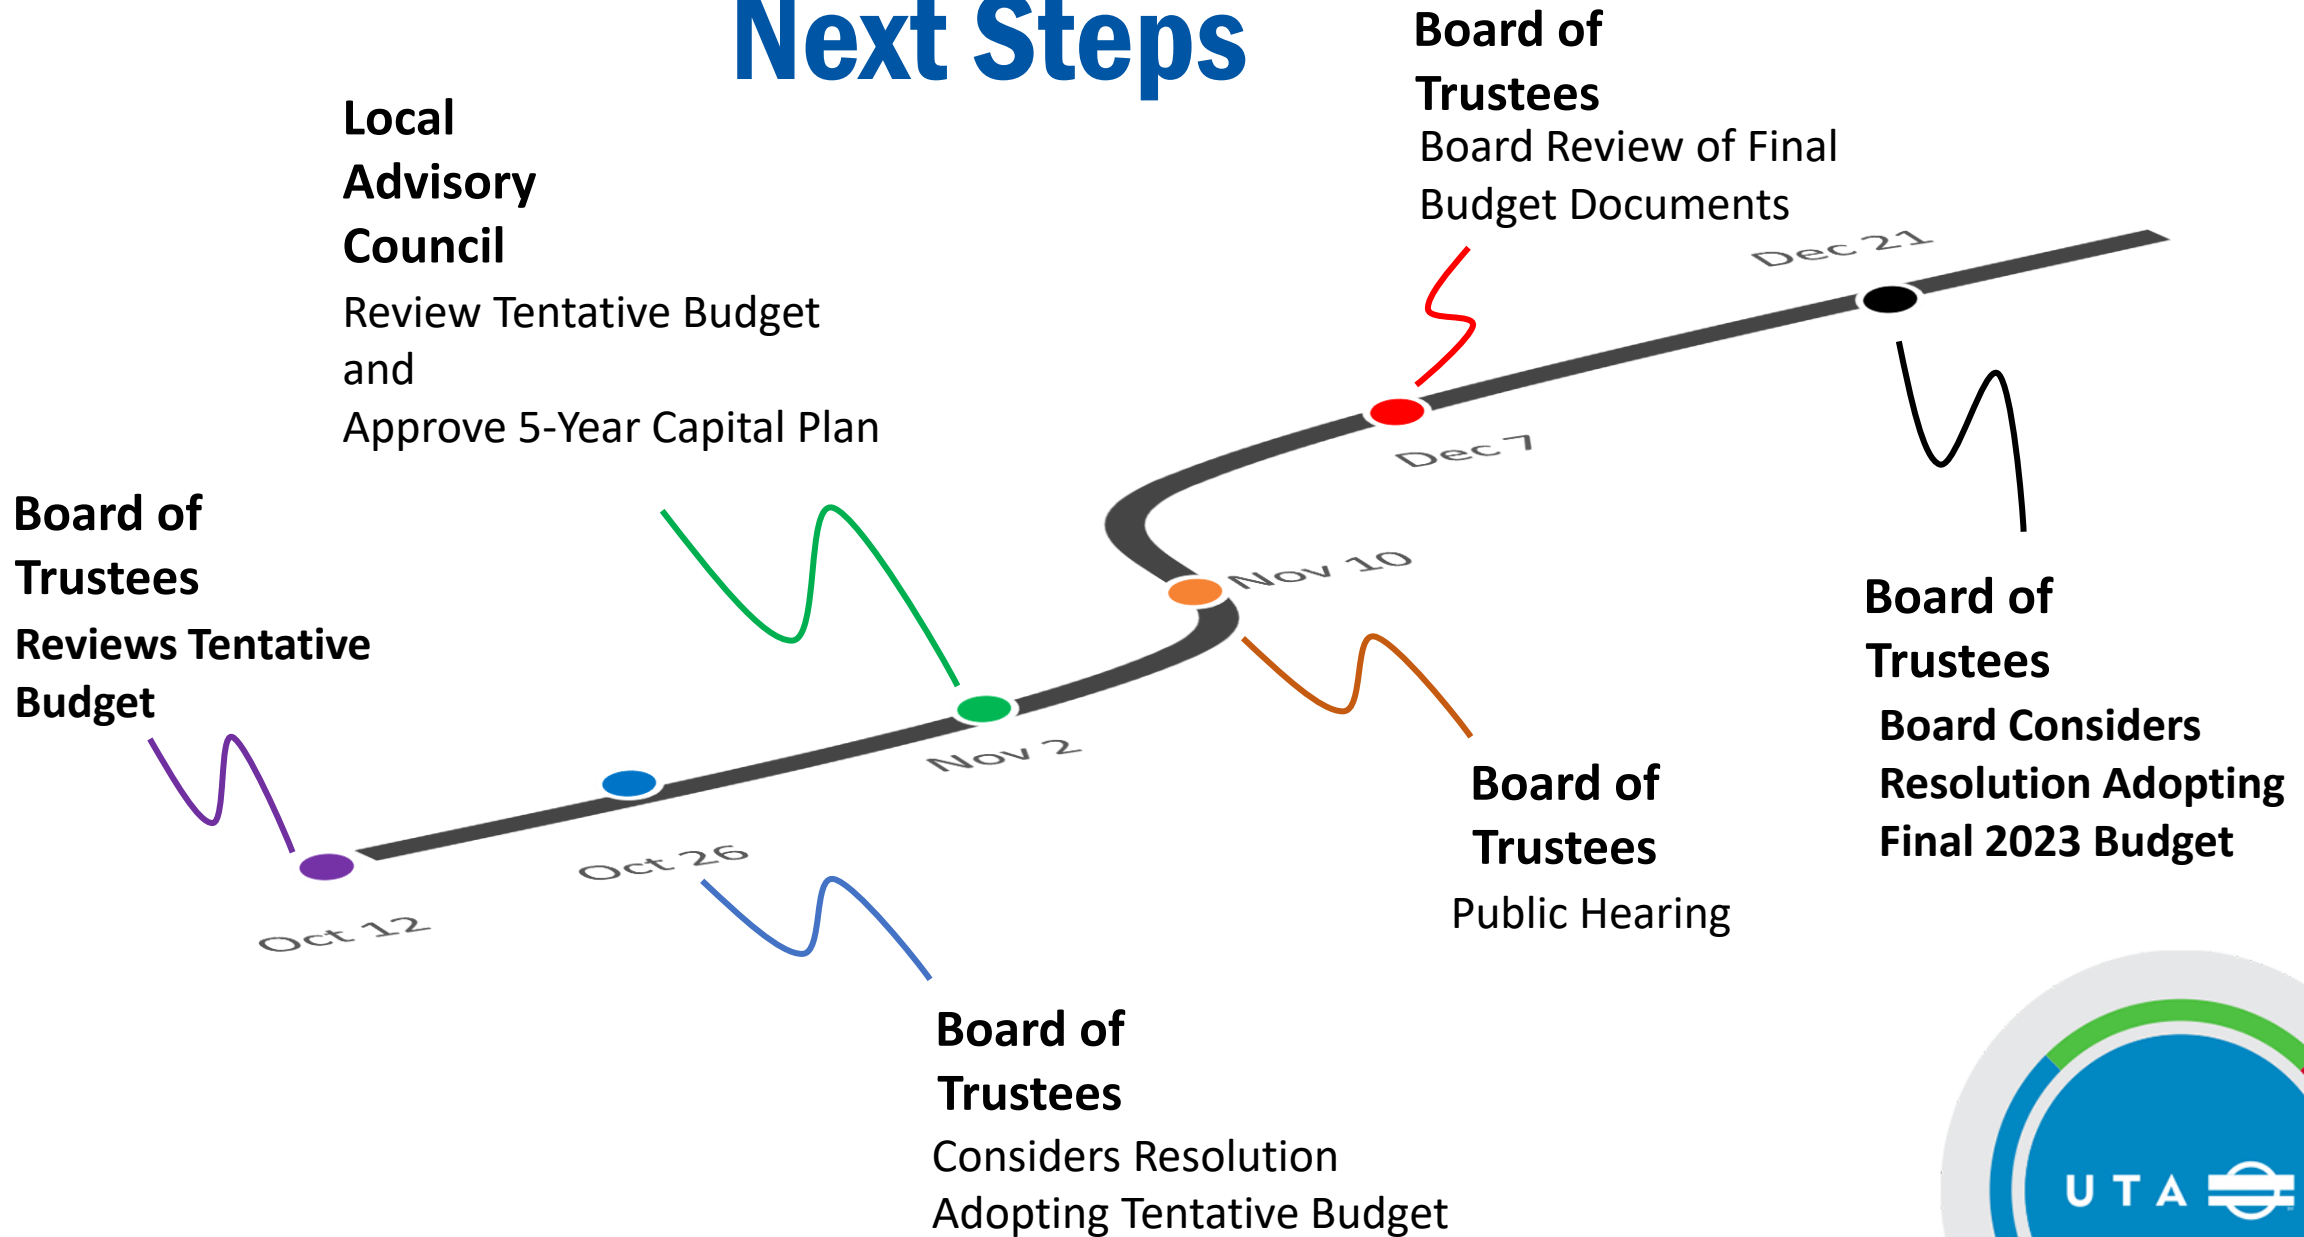 Next Steps
Local
Advisory
Council
Review Tentative Budget
and
Approve 5-Year Capital Plan
Board of
Trustees
Board Review of Final
Budget Documents
Dec 21
Dec 7
Board of
Trustees
Reviews Tentative
Budget
Nov 10
Nov 2
Oct 26
Oct 12
Board of
Trustees
Board Considers
Resolution Adopting
Final 2023 Budget
Board of
Trustees
Public Hearing
Board of
Trustees
Considers Resolution
Adopting Tentative Budget
UTA